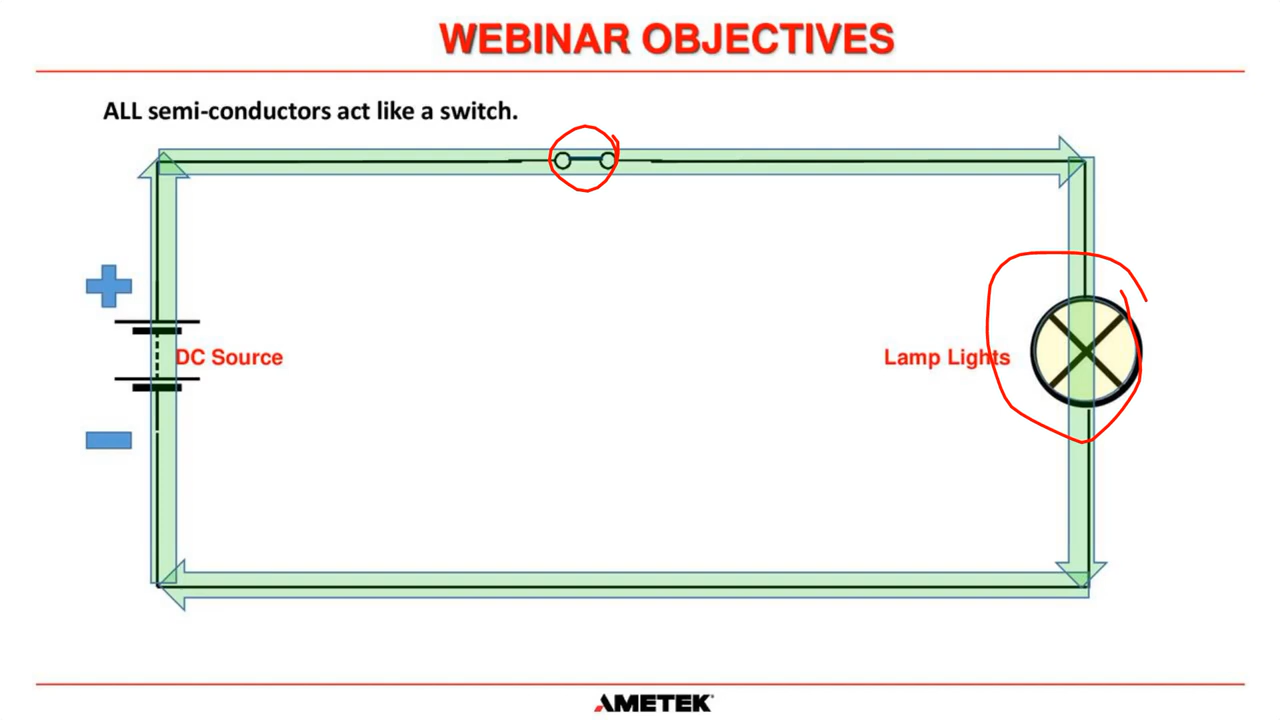 WEBINAR OBJECTIVES
ALL semi-conductors act like a switch.
DC Source
Lamp Lights
AMETEK